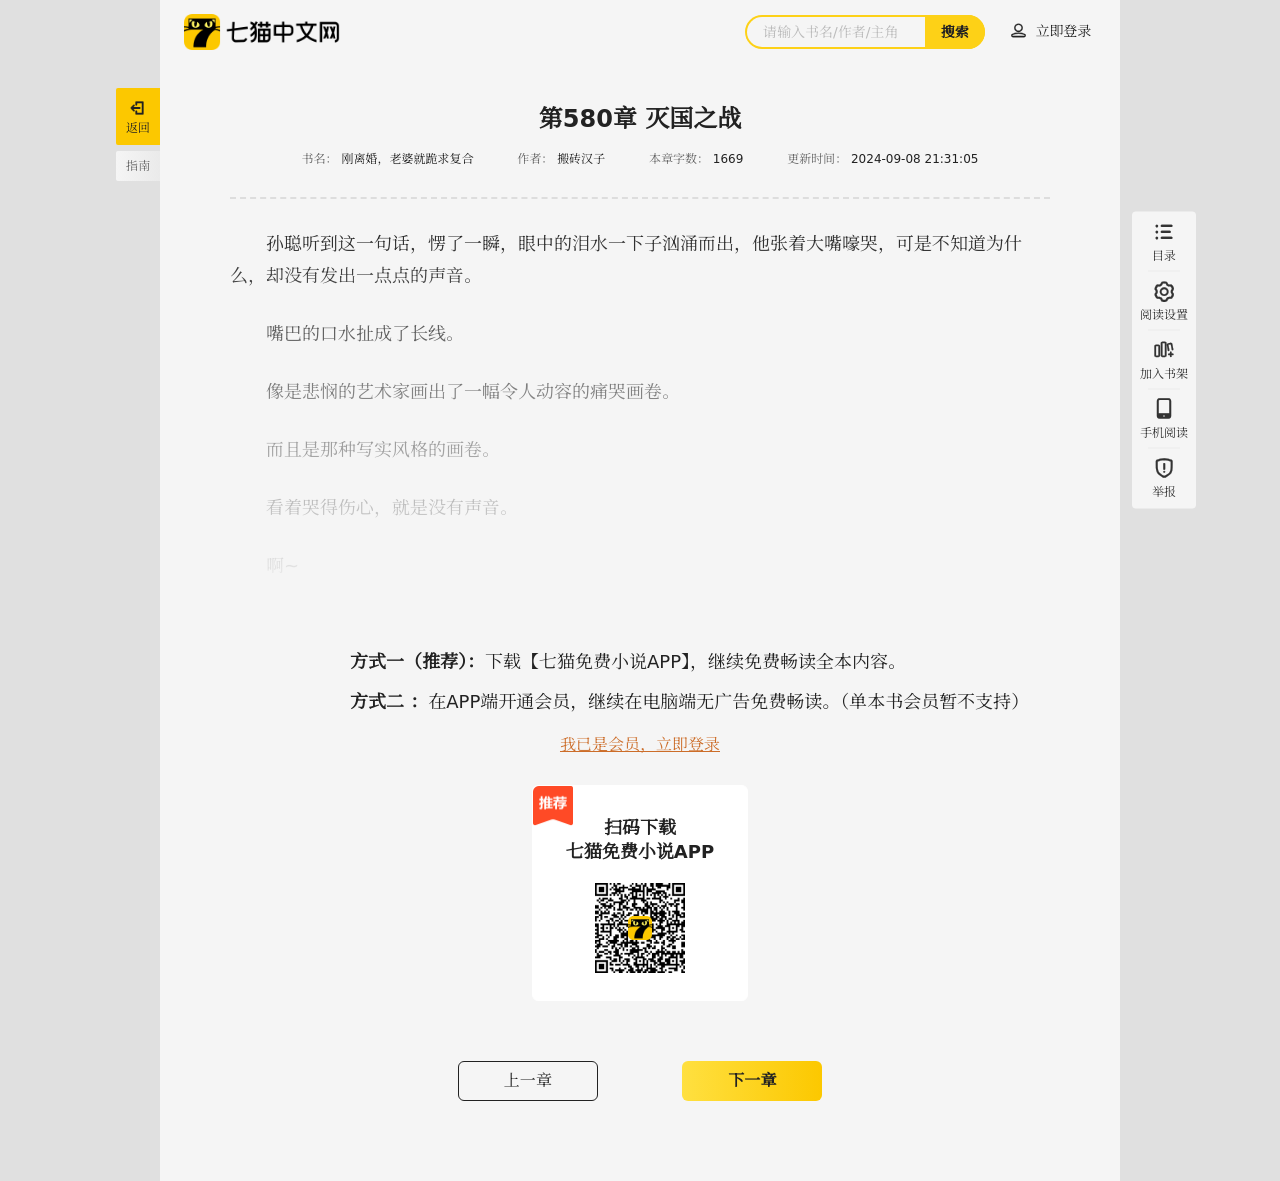 七猫中文网
请输入书名/作者/主角
搜索
立即登录
返回
指南
第580章 灭国之战
书名： 刚离婚，老婆就跪求复合 作者： 搬砖汉子 本章字数： 1669 更新时间： 2024-09-08 21:31:05
孙聪听到这一句话，愣了一瞬，眼中的泪水一下子汹涌而出，他张着大嘴嚎哭，可是不知道为什
么，却没有发出一点点的声音。
嘴巴的口水扯成了长线。
像是悲悯的艺术家画出了一幅令人动容的痛哭画卷。
而且是那种写实风格的画卷。
看着哭得伤心，就是没有声音。
啊~
目录
阅读设置
加入书架
手机阅读
举报
方式一（推荐）：下载【七猫免费小说APP】，继续免费畅读全本内容。
方式二 ：在APP端开通会员，继续在电脑端无广告免费畅读。（单本书会员暂不支持）
我已是会员，立即登录
推荐
扫码下载
七猫免费小说APP
上一章
下一章